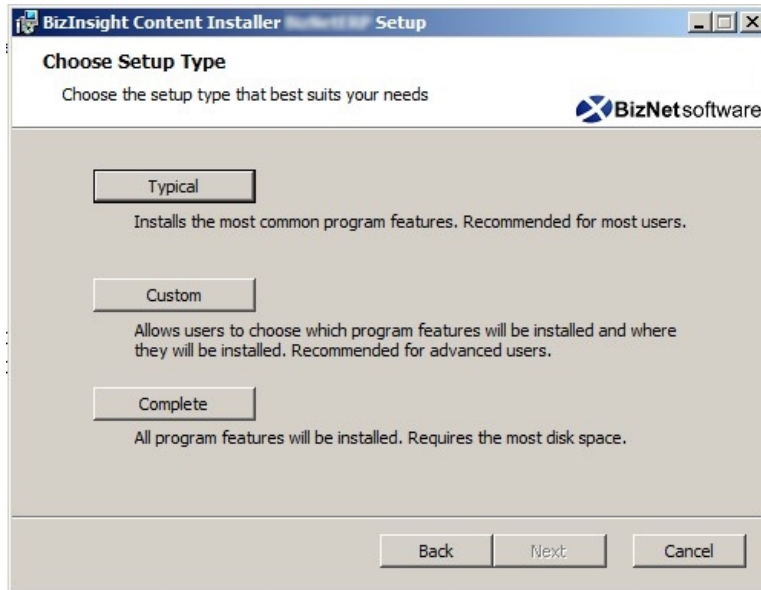 BizInsight Content Installer Setup
Choose Setup Type
Choose the setup type that best suits your needs
BizNetsoftware
Typical
Installs the most common program features. Recommended for most users.
Custom
Allows users to choose which program features will be installed and where
they will be installed. Recommended for advanced users.
Complete
All program features will be installed. Requires the most disk space.
Back Next Cancel